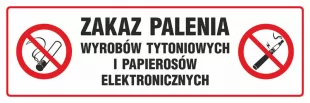 ZAKAZ PALENIA
WYROBÓW TYTONIOWYCH
I PAPIEROSÓW
ELEKTRONICZNYCH